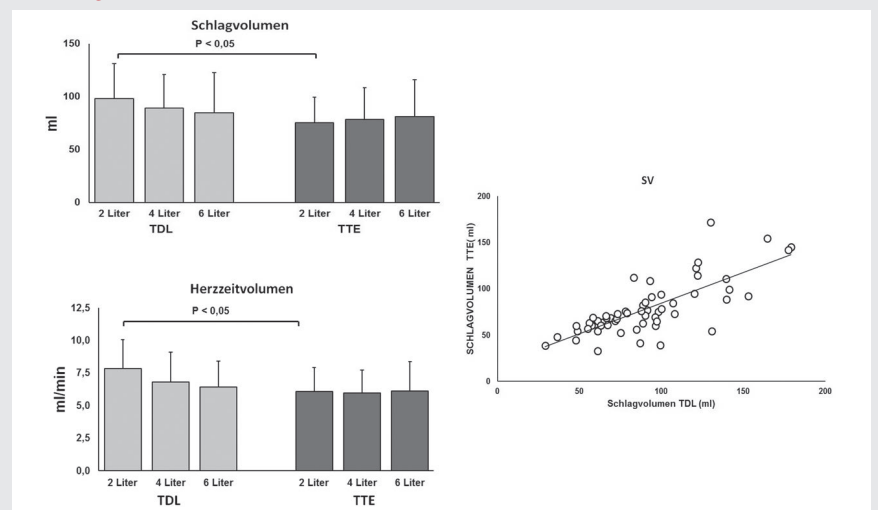 Schlagvolumen
P < 0,05
150
100
50
0
ml
2 Liter 4 Liter 6 Liter 2 Liter 4 Liter 6 Liter
TDL TTE
Herzzeitvolumen
P < 0,05
12,5
10,0
7,5
5,0
2,5
0,0
ml/min
2 Liter 4 Liter 6 Liter 2 Liter 4 Liter 6 Liter
TDL TTE
SV
200
150
100
50
0
SCHLAGVOLUMEN TTE( ml)
0 50 100 150 200
Schlagvolumen TDL (ml)